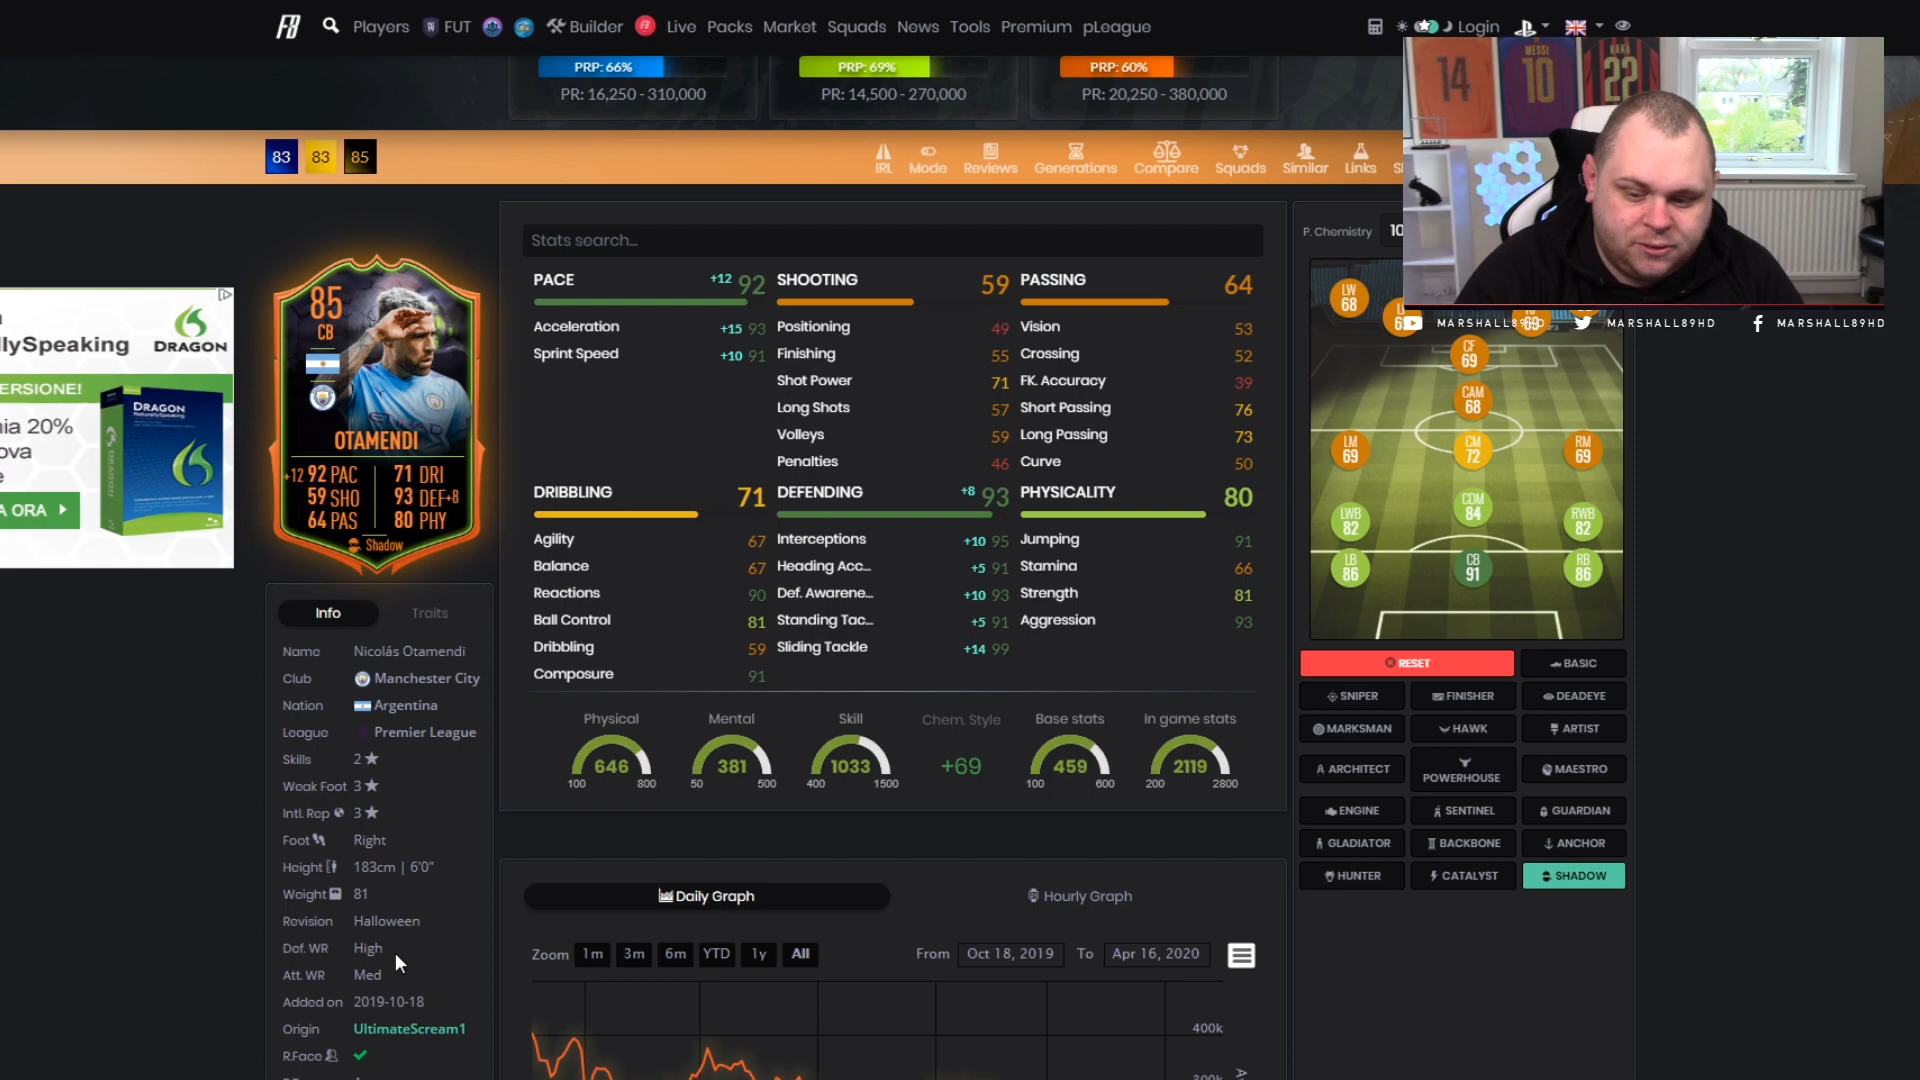 Players FUT Builder Live Packs Market Squads News Tools Premium pLeague Login
PRP: 66% PRP: 69% PRP: 60%
PR: 16,250 - 310,000 PR: 14,500 - 270,000 PR: 20,250 - 380,000
14 MESSI 10 KAKA 22
83 83 85
IRL Mode Reviews Generations Compare Squads Similar Links
Stats search...
P. Chemistry 10
PACE +12 92 SHOOTING 59 PASSING 64
Acceleration +15 93 Positioning 49 Vision 53
Sprint Speed +10 91 Finishing 55 Crossing 52
Shot Power 71 FK. Accuracy 39
Long Shots 57 Short Passing 76
Volleys 59 Long Passing 73
Penalties 46 Curve 50
DRIBBLING 71 DEFENDING +8 93 PHYSICALITY 80
Agility 67 Interceptions +10 95 Jumping 91
Balance 67 Heading Acc... +5 91 Stamina 66
Reactions 90 Def. Awarene... +10 93 Strength 81
Ball Control 81 Standing Tac... +5 91 Aggression 93
Dribbling 59 Sliding Tackle +14 99
Composure 91
Physical Mental Skill Chem. Style Base stats In game stats
646 381 1033 +69 459 2119
100 800 50 500 400 1500 100 600 200 2800
85
CB
OTAMENDI
+12 92 PAC 71 DRI
59 SHO 93 DEF+8
64 PAS 80 PHY
Shadow
llySpeaking DRAGON
ERSIONE!
DRAGON
nia 20%
ova
A ORA
Info Traits
Name Nicolás Otamendi
Club Manchester City
Nation Argentina
League Premier League
Skills 2
Weak Foot 3
Intl. Rep 3
Foot Right
Height 183cm | 6'0"
Weight 81
Revision Halloween
Def. WR High
Att. WR Med
Added on 2019-10-18
Origin UltimateScream1
R.Face
MARSHALL89HD MARSHALL89HD MARSHALL89HD
LW 68
CF 69
CAM 68
LM 69 CM 72 RM 69
CDM 84
LWB 82 RWB 82
LB 86 CB 91 RB 86
RESET BASIC
SNIPER FINISHER DEADEYE
MARKSMAN HAWK ARTIST
ARCHITECT POWERHOUSE MAESTRO
ENGINE SENTINEL GUARDIAN
GLADIATOR BACKBONE ANCHOR
HUNTER CATALYST SHADOW
Daily Graph Hourly Graph
Zoom 1m 3m 6m YTD 1y All From Oct 18, 2019 To Apr 16, 2020
400k